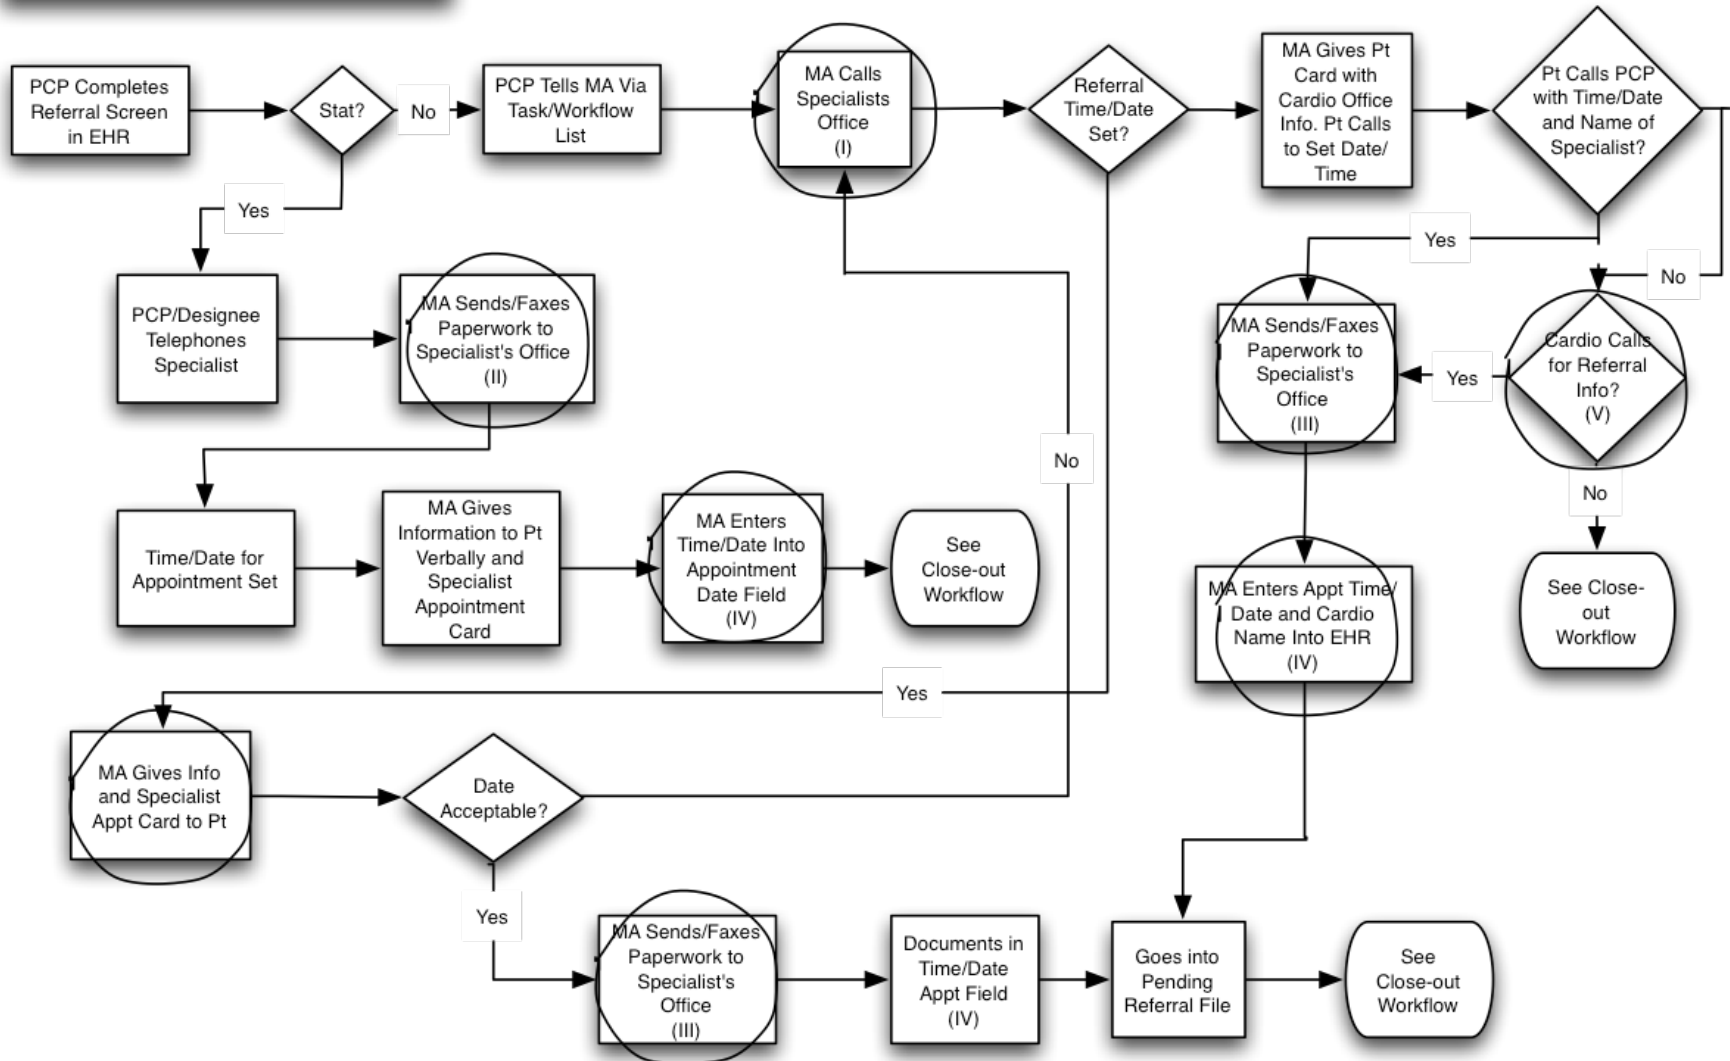 PCP Completes
Referral Screen
in EHR
Stat?
No
PCP Tells MA Via
Task/Workflow
List
MA Calls
Specialists
Office
(I)
Referral
Time/Date
Set?
MA Gives Pt
Card with
Cardio Office
Info. Pt Calls
to Set Date/
Time
Pt Calls PCP
with Time/Date
and Name of
Specialist?
Yes
Yes
No
PCP/Designee
Telephones
Specialist
MA Sends/Faxes
Paperwork to
Specialist's Office
(II)
MA Sends/Faxes
Paperwork to
Specialist's
Office
(III)
Yes
Cardio Calls
for Referral
Info?
(V)
No
No
Time/Date for
Appointment Set
MA Gives
Information to Pt
Verbally and
Specialist
Appointment
Card
MA Enters
Time/Date Into
Appointment
Date Field
(IV)
See
Close-out
Workflow
MA Enters Appt Time/
Date and Cardio
Name Into EHR
(IV)
See Close-
out
Workflow
Yes
MA Gives Info
and Specialist
Appt Card to Pt
Date
Acceptable?
Yes
MA Sends/Faxes
Paperwork to
Specialist's
Office
(III)
Documents in
Time/Date
Appt Field
(IV)
Goes into
Pending
Referral File
See
Close-out
Workflow